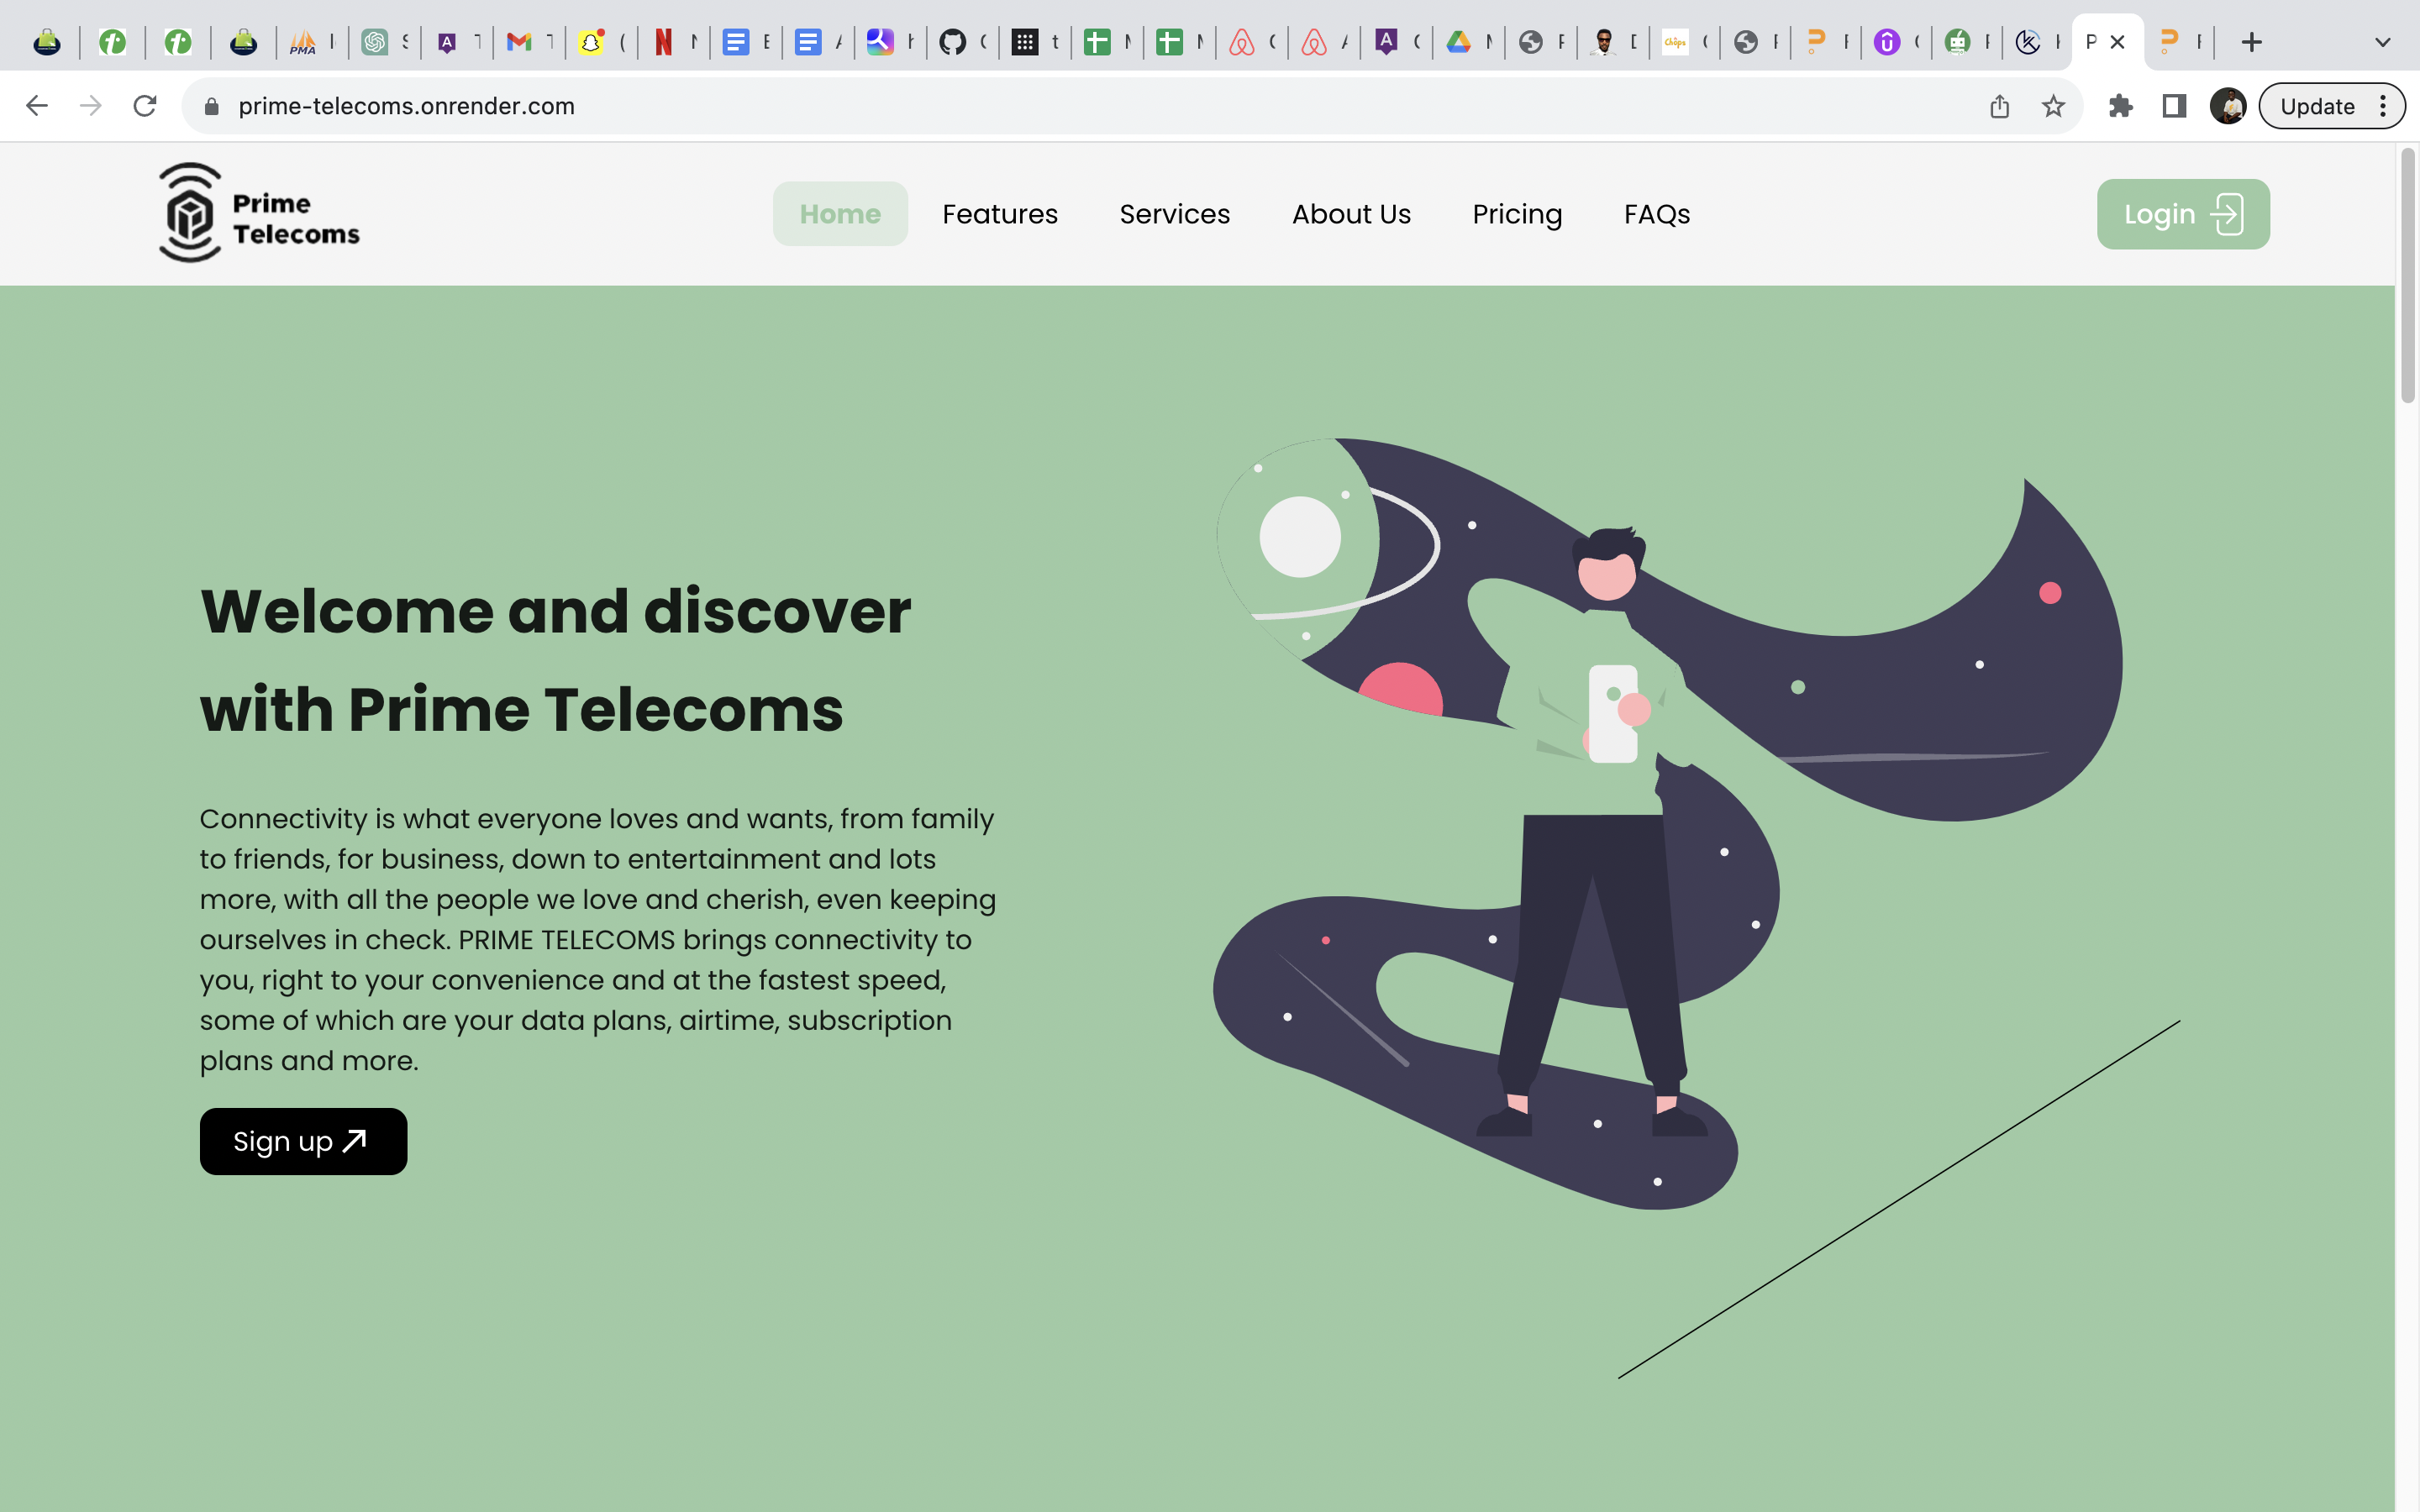 prime-telecoms.onrender.com
Update
Prime
Telecoms
Home
Features
Services
About Us
Pricing
FAQs
Login
Welcome and discover
with Prime Telecoms
Connectivity is what everyone loves and wants, from family
to friends, for business, down to entertainment and lots
more, with all the people we love and cherish, even keeping
ourselves in check. PRIME TELECOMS brings connectivity to
you, right to your convenience and at the fastest speed,
some of which are your data plans, airtime, subscription
plans and more.
Sign up